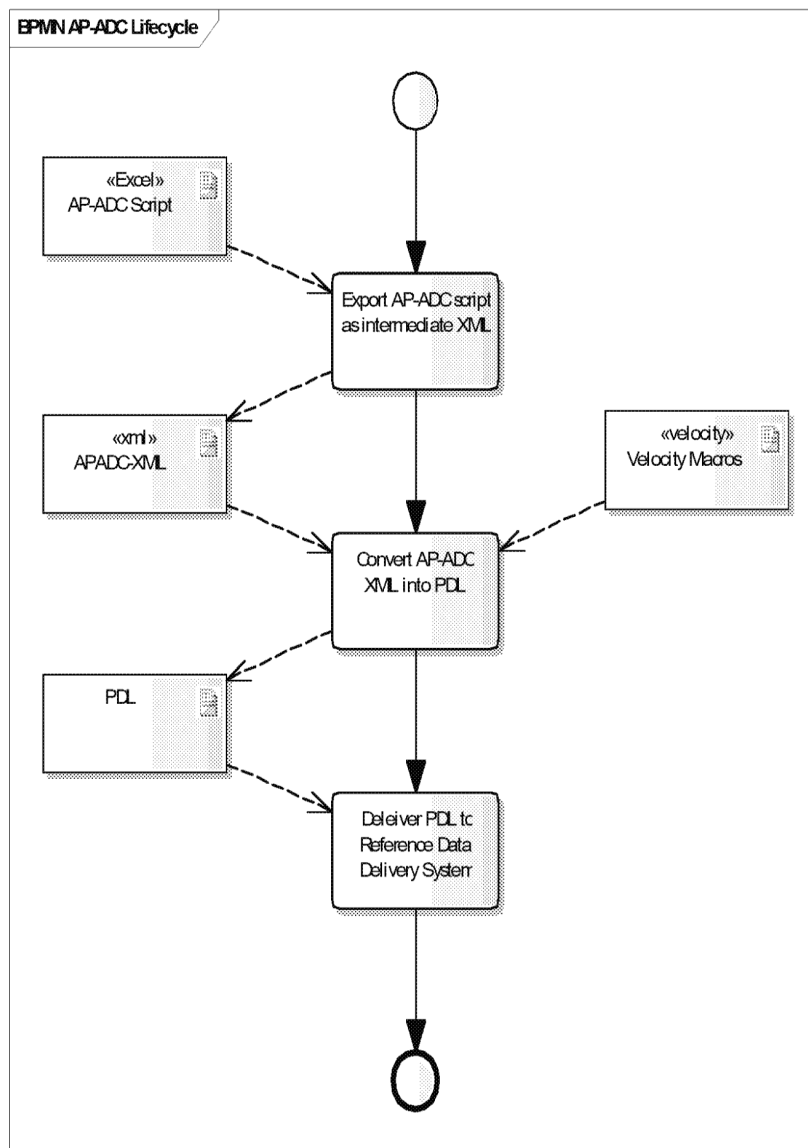 BPMN AP-ADC Lifecycle
«Excel»
AP-ADC Script
Export AP-ADC script
as intermediate XML
«xml»
APADC-XML
«velocity»
Velocity Macros
Convert AP-ADC
XML into PDL
PDL
Deleiver PDL to
Reference Data
Delivery System